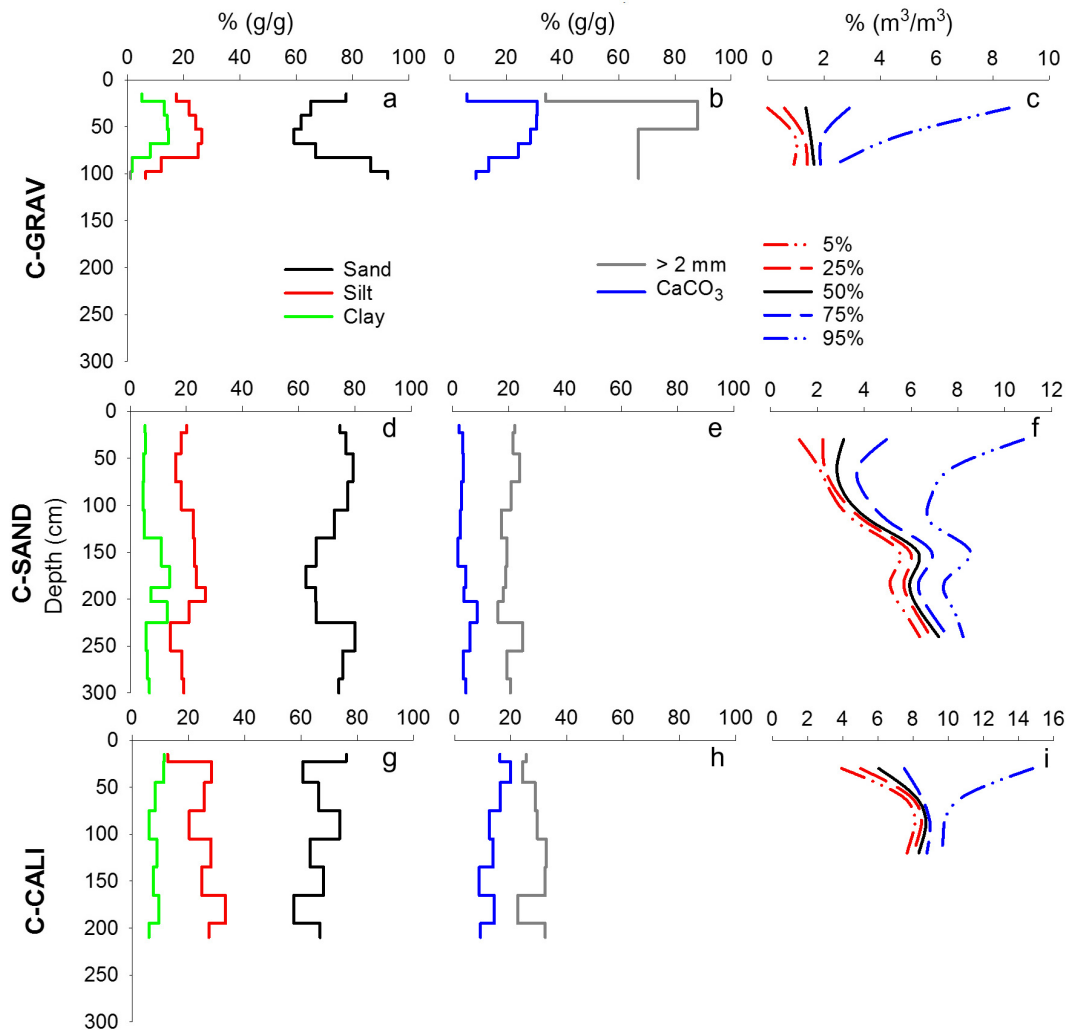 % (g/g) % (g/g) % (m³/m³)
0 20 40 60 80 100 0 20 40 60 80 100 0 2 4 6 8 10
0
50
100
150
200
250
300
a b c
C-GRAV
Sand
Silt
Clay
> 2 mm
CaCO₃
5%
25%
50%
75%
95%
0 20 40 60 80 100 0 20 40 60 80 100 0 2 4 6 8 10 12
0
50
100
150
200
250
300
d e f
C-SAND
Depth (cm)
0 20 40 60 80 100 0 20 40 60 80 100 0 2 4 6 8 10 12 14 16
0
50
100
150
200
250
300
g h i
C-CALI